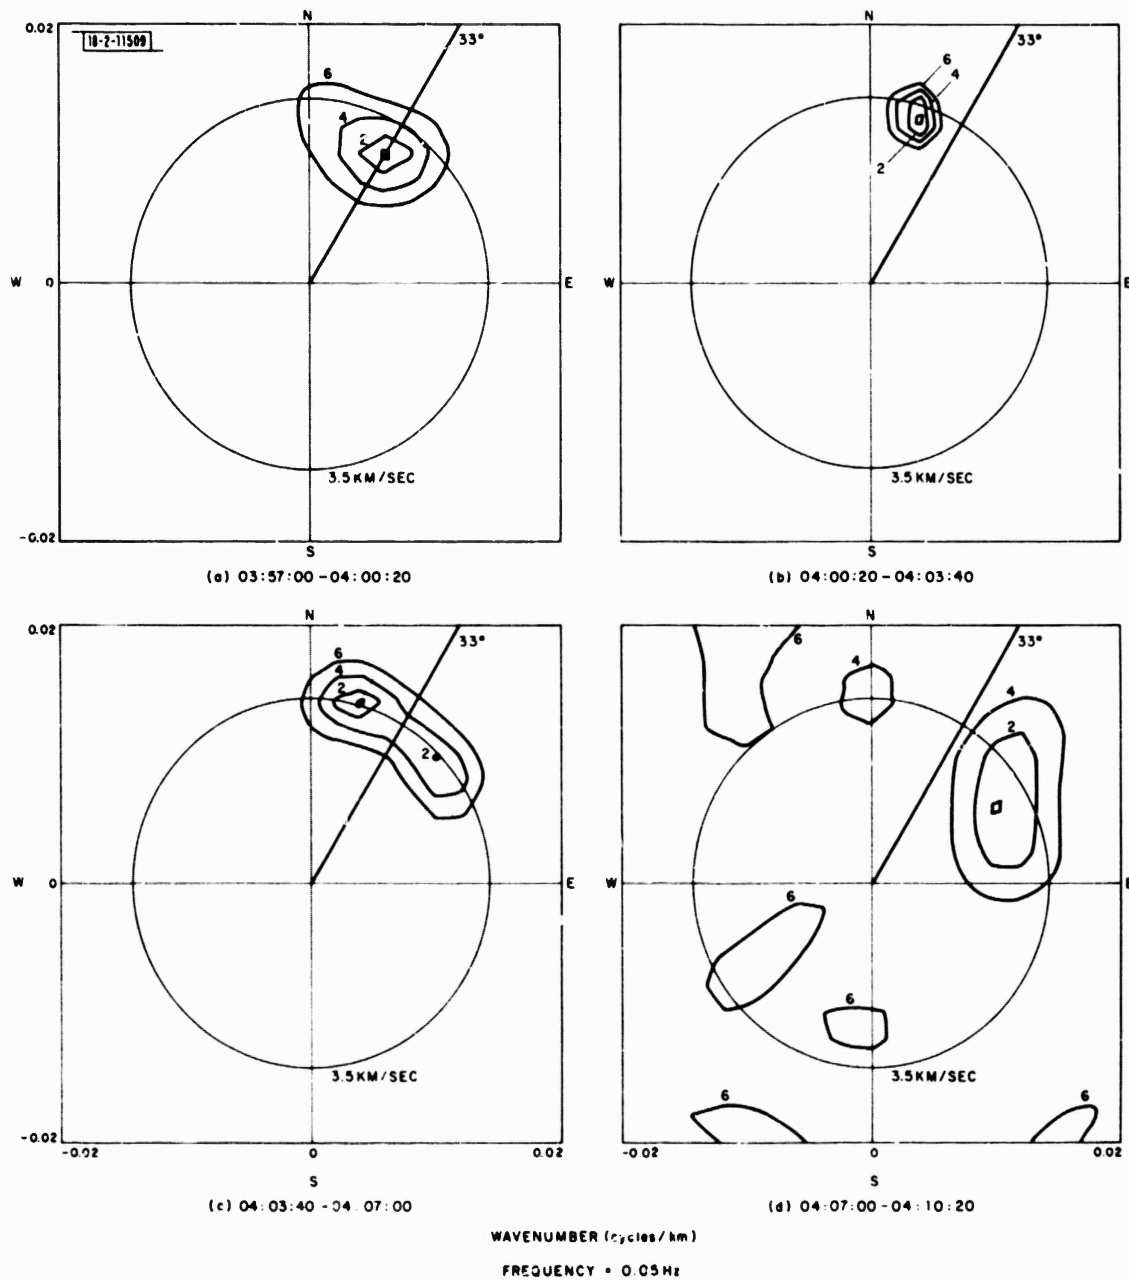 N
N
0.02
18-2-11509
33°
33°
6
6
4
4
2
2
W
0
E
W
E
3.5 KM/SEC
3.5 KM/SEC
-0.02
S
S
(a) 03:57:00-04:00:20
(b) 04:00:20-04:03:40
N
N
0.02
33°
33°
6
6
4
4
4
2
2
2
W
0
E
W
E
6
6
3.5 KM/SEC
3.5 KM/SEC
6
6
-0.02
-0.02
0
0.02
-0.02
0
0.02
S
S
(c) 04:03:40-04:07:00
(d) 04:07:00-04:10:20
WAVENUMBER (cycles/km)
FREQUENCY = 0.05 Hz